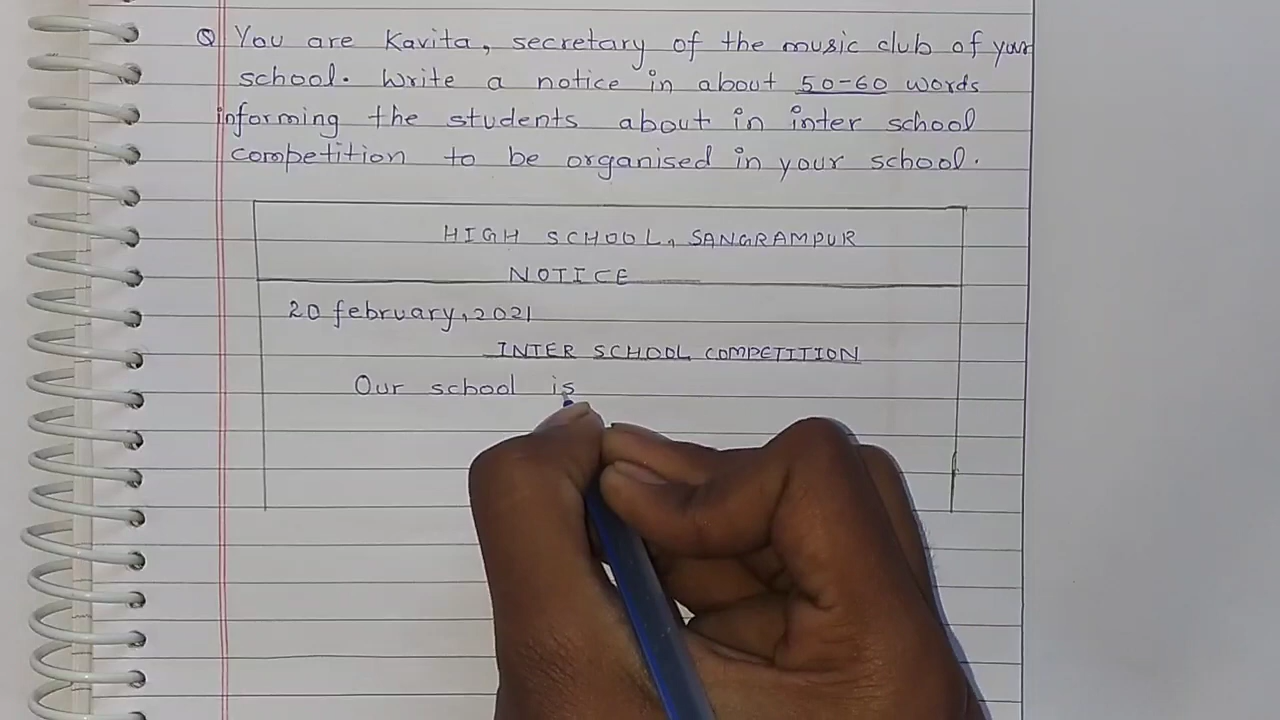 Q You are Kavita, secretary of the music club of your
school. Write a notice in about 50-60 words
informing the students about in inter school
competition to be organised in your school.
HIGH SCHOOL, SANGRAMPUR
NOTICE
20 february, 2021
INTER SCHOOL COMPETITION
Our school is